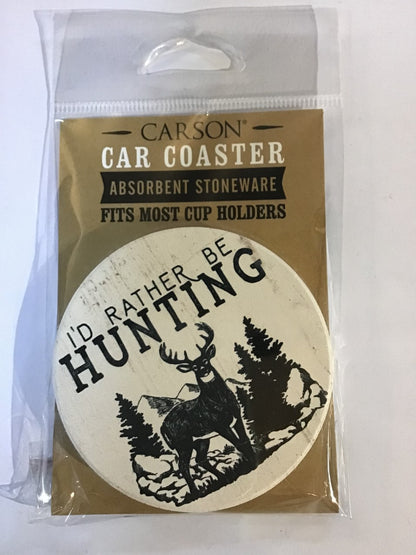 CARSON®
CAR COASTER
ABSORBENT STONEWARE
FITS MOST CUP HOLDERS
I'D RATHER BE
HUNTING